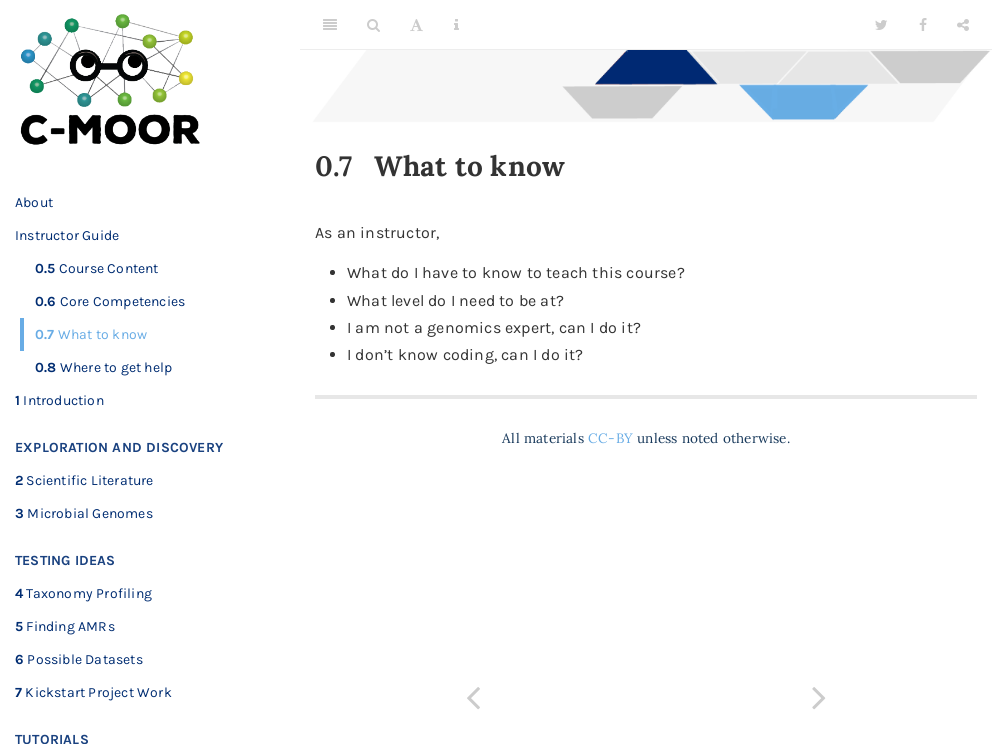 C-MOOR
About
Instructor Guide
0.5 Course Content
0.6 Core Competencies
0.7 What to know
0.8 Where to get help
1 Introduction
EXPLORATION AND DISCOVERY
2 Scientific Literature
3 Microbial Genomes
TESTING IDEAS
4 Taxonomy Profiling
5 Finding AMRs
6 Possible Datasets
7 Kickstart Project Work
TUTORIALS
0.7 What to know
As an instructor,
• What do I have to know to teach this course?
• What level do I need to be at?
• I am not a genomics expert, can I do it?
• I don’t know coding, can I do it?
All materials CC-BY unless noted otherwise.